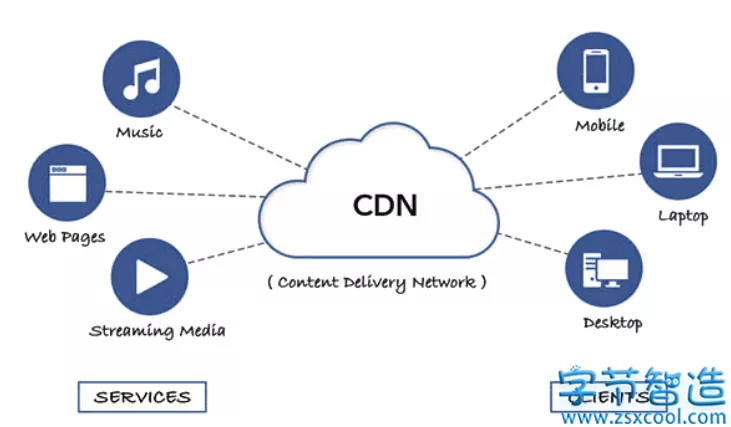 Music
Mobile
CDN
Laptop
Web Pages
( Content Delivery Network )
Streaming Media
Desktop
SERVICES
CLIENTS
字节智造
www.zsxcool.com